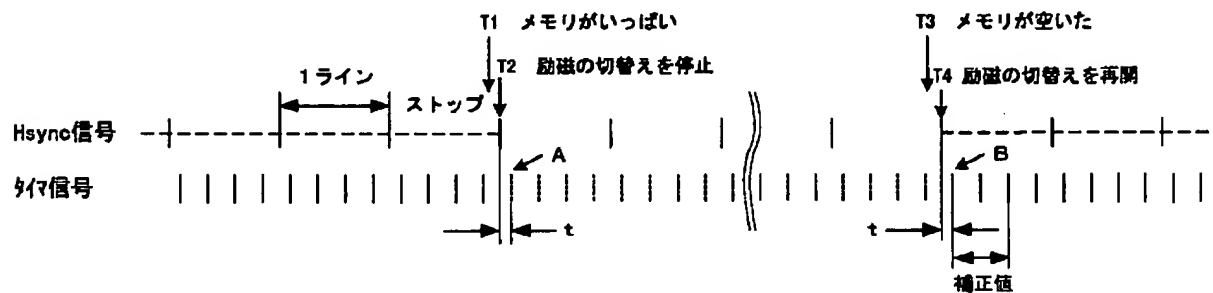 T1 メモリがいっぱい
T3 メモリが空いた
T2 励磁の切替えを停止
T4 励磁の切替えを再開
1ライン
ストップ
Hsync信号
A
B
タイマ信号
t
t
補正値